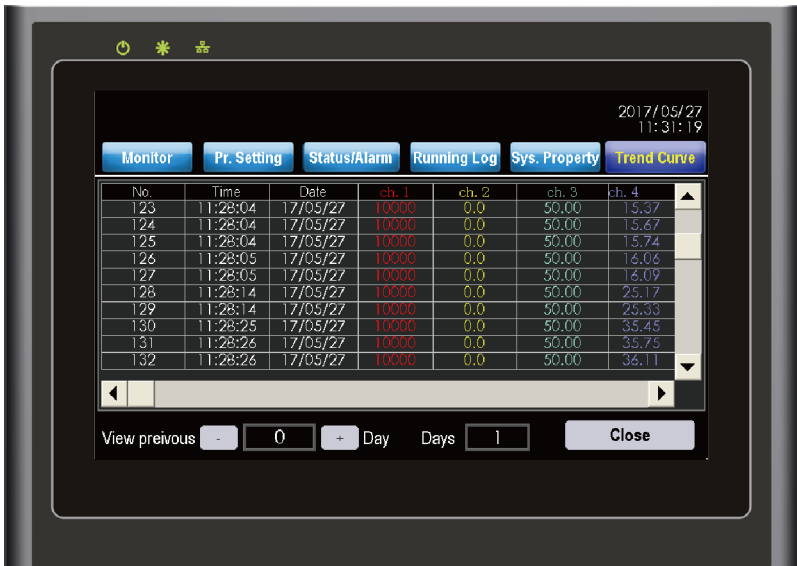 2017/05/27
11:31:19
Monitor Pr. Setting Status/Alarm Running Log Sys. Property Trend Curve
No. Time Date ch. 1 ch. 2 ch. 3 ch. 4
123 11:28:04 17/05/27 10000 0.0 50.00 15.37
124 11:28:04 17/05/27 10000 0.0 50.00 15.67
125 11:28:04 17/05/27 10000 0.0 50.00 15.74
126 11:28:05 17/05/27 10000 0.0 50.00 16.06
127 11:28:05 17/05/27 10000 0.0 50.00 16.09
128 11:28:14 17/05/27 10000 0.0 50.00 25.17
129 11:28:14 17/05/27 10000 0.0 50.00 25.33
130 11:28:25 17/05/27 10000 0.0 50.00 35.45
131 11:28:26 17/05/27 10000 0.0 50.00 35.75
132 11:28:26 17/05/27 10000 0.0 50.00 36.11
View preivous - 0 + Day Days 1 Close